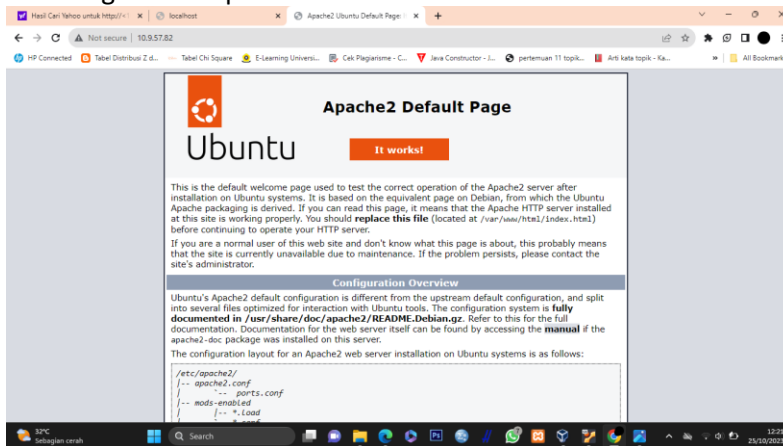 Hasil Cari Yahoo untuk http://+1
localhost
Apache2 Ubuntu Default Page:
Not secure | 10.9.57.82
HP Connected
Tabel Distribusi Z d...
Tabel Chi Square
E-Learning Universi...
Cek Plagiarisme - C...
Java Constructor - J...
pertemuan 11 topik...
Arti kata topik - Ka...
»
All Bookmark
Apache2 Default Page
Ubuntu
It works!
This is the default welcome page used to test the correct operation of the Apache2 server after
installation on Ubuntu systems. It is based on the equivalent page on Debian, from which the Ubuntu
Apache packaging is derived. If you can read this page, it means that the Apache HTTP server installed
at this site is working properly. You should replace this file (located at /var/www/html/index.html)
before continuing to operate your HTTP server.
If you are a normal user of this web site and don't know what this page is about, this probably means
that the site is currently unavailable due to maintenance. If the problem persists, please contact the
site's administrator.
Configuration Overview
Ubuntu's Apache2 default configuration is different from the upstream default configuration, and split
into several files optimized for interaction with Ubuntu tools. The configuration system is fully
documented in /usr/share/doc/apache2/README.Debian.gz. Refer to this for the full
documentation. Documentation for the web server itself can be found by accessing the manual if the
apache2-doc package was installed on this server.
The configuration layout for an Apache2 web server installation on Ubuntu systems is as follows:
/etc/apache2/
|-- apache2.conf
|       `--  ports.conf
|-- mods-enabled
|       |-- *.load
|       `-- *.conf
32°C
Sebagian cerah
Search
25/10/2023